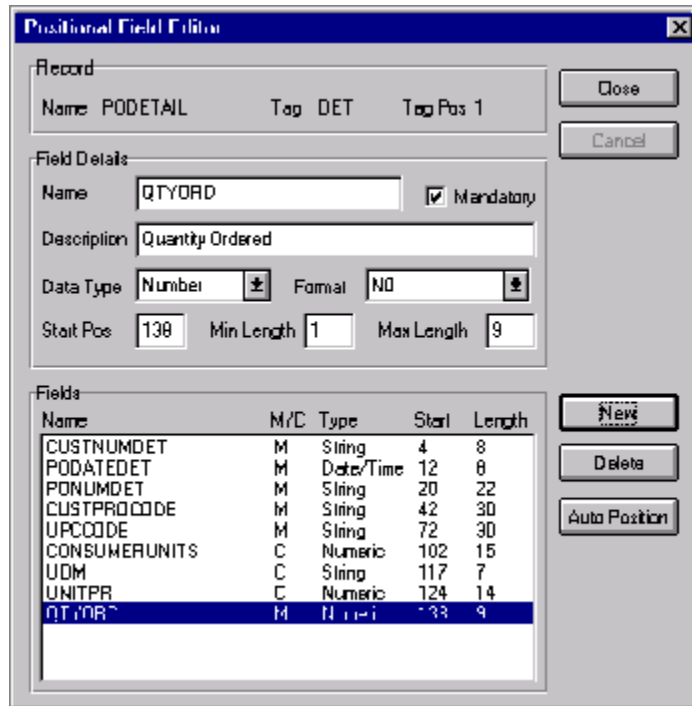 Positional Field Editor
Record
Close
Name PODETAIL Tag DET Tag Pos 1
Cancel
Field Details
Name QTYORD Mandatory
Description Quantity Ordered
Data Type Number Format N0
Start Pos 138 Min Length 1 Max Length 9
Fields
New
Name M/C Type Start Length
CUSTNUMDET M String 4 8
PODATEDET M Date/Time 12 8
Delete
PONUMDET M String 20 22
CUSTPRODCODE M String 42 30
Auto Position
UPCCODE M String 72 30
CONSUMERUNITS C Numeric 102 15
UOM C String 117 7
UNITPR C Numeric 124 14
QTYORD M Numeric 138 9